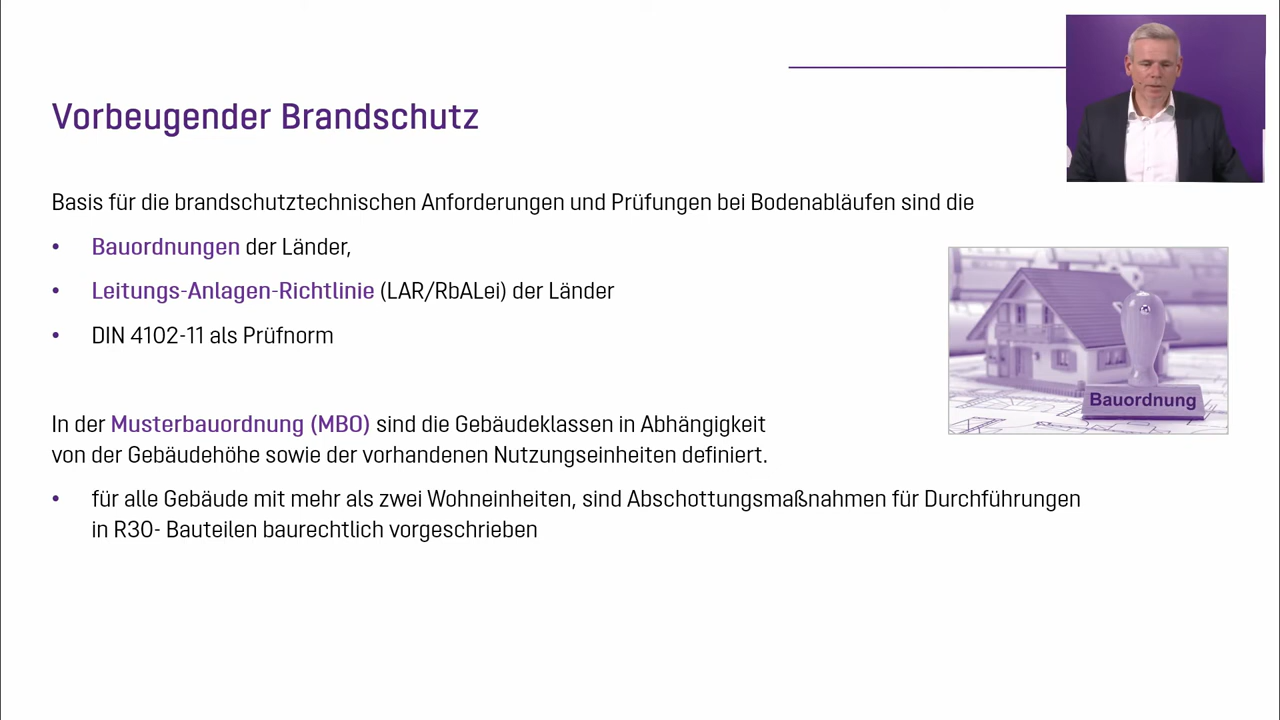 Vorbeugender Brandschutz
Basis für die brandschutztechnischen Anforderungen und Prüfungen bei Bodenabläufen sind die
• Bauordnungen der Länder,
• Leitungs-Anlagen-Richtlinie (LAR/RbALei) der Länder
• DIN 4102-11 als Prüfnorm
Bauordnung
In der Musterbauordnung (MBO) sind die Gebäudeklassen in Abhängigkeit
von der Gebäudehöhe sowie der vorhandenen Nutzungseinheiten definiert.
• für alle Gebäude mit mehr als zwei Wohneinheiten, sind Abschottungsmaßnahmen für Durchführungen
in R30- Bauteilen baurechtlich vorgeschrieben